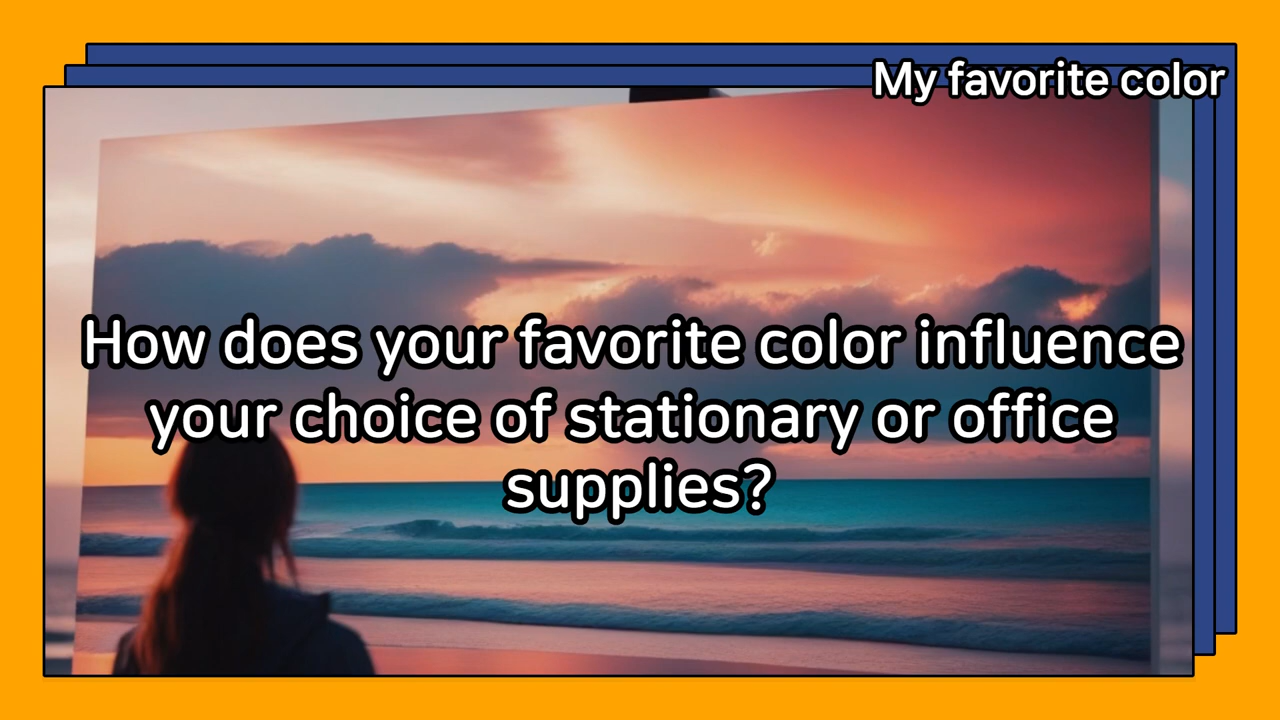 My favorite color
How does your favorite color influence
your choice of stationary or office
supplies?